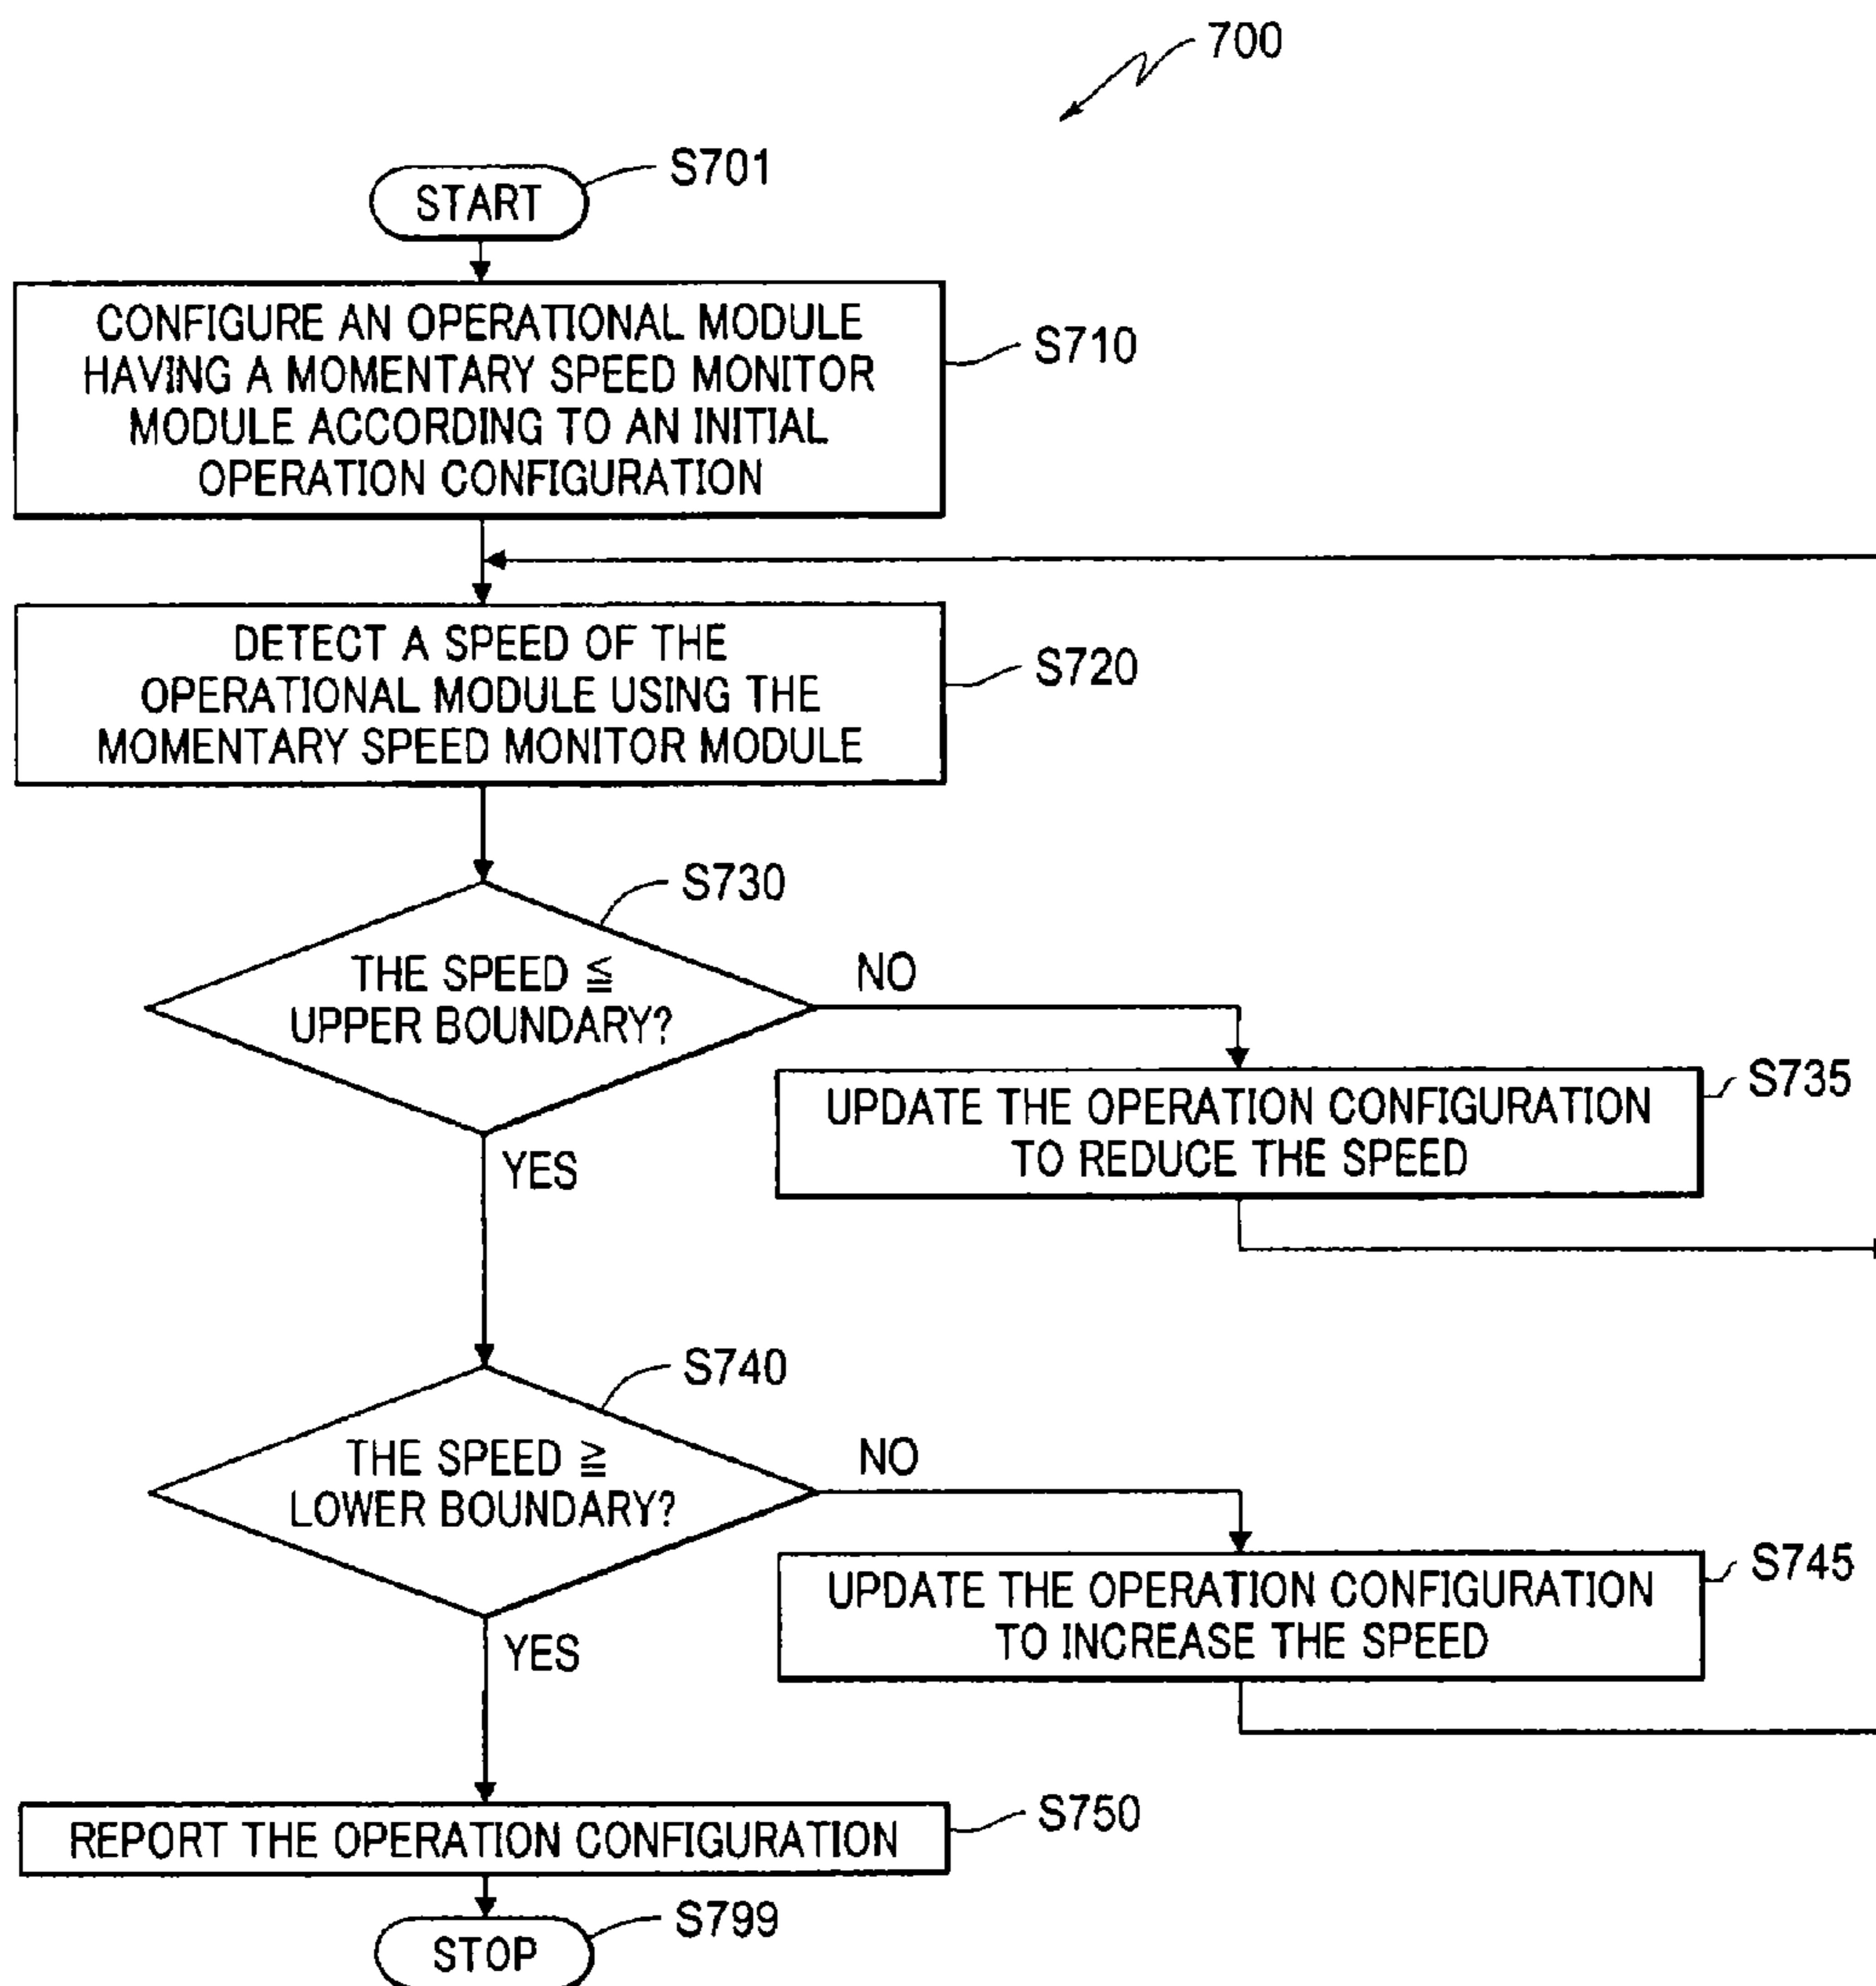 700
START
S701
CONFIGURE AN OPERATIONAL MODULE
HAVING A MOMENTARY SPEED MONITOR
MODULE ACCORDING TO AN INITIAL
OPERATION CONFIGURATION
S710
DETECT A SPEED OF THE
OPERATIONAL MODULE USING THE
MOMENTARY SPEED MONITOR MODULE
S720
S730
THE SPEED ≦
UPPER BOUNDARY?
NO
YES
UPDATE THE OPERATION CONFIGURATION
TO REDUCE THE SPEED
S735
S740
THE SPEED ≧
LOWER BOUNDARY?
NO
YES
UPDATE THE OPERATION CONFIGURATION
TO INCREASE THE SPEED
S745
REPORT THE OPERATION CONFIGURATION
S750
STOP
S799